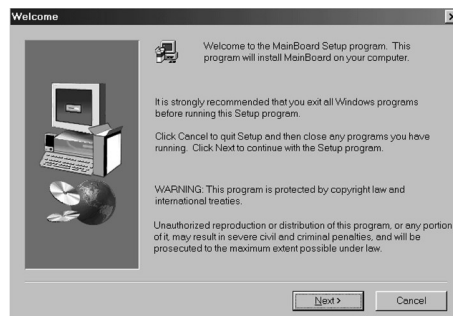 Welcome
Welcome to the MainBoard Setup program. This
program will install MainBoard on your computer.
It is strongly recommended that you exit all Windows programs
before running this Setup program.
Click Cancel to quit Setup and then close any programs you have
running. Click Next to continue with the Setup program.
WARNING: This program is protected by copyright law and
international treaties.
Unauthorized reproduction or distribution of this program, or any portion
of it, may result in severe civil and criminal penalties, and will be
prosecuted to the maximum extent possible under law.
Next >
Cancel